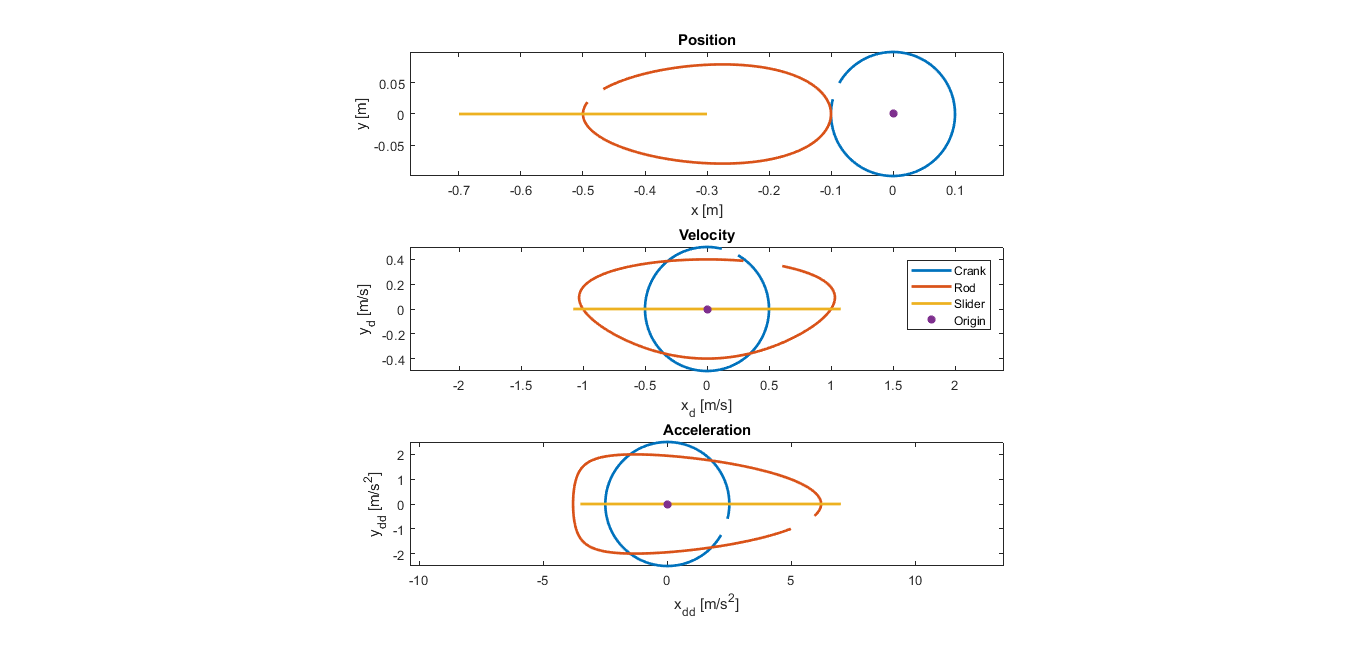 Position
y [m]
0.05
0
-0.05
-0.7 -0.6 -0.5 -0.4 -0.3 -0.2 -0.1 0 0.1
x [m]
Velocity
y_d [m/s]
0.4
0.2
0
-0.2
-0.4
Crank
Rod
Slider
Origin
-2 -1.5 -1 -0.5 0 0.5 1 1.5 2
x_d [m/s]
Acceleration
y_dd [m/s^2]
2
1
0
-1
-2
-10 -5 0 5 10
x_dd [m/s^2]